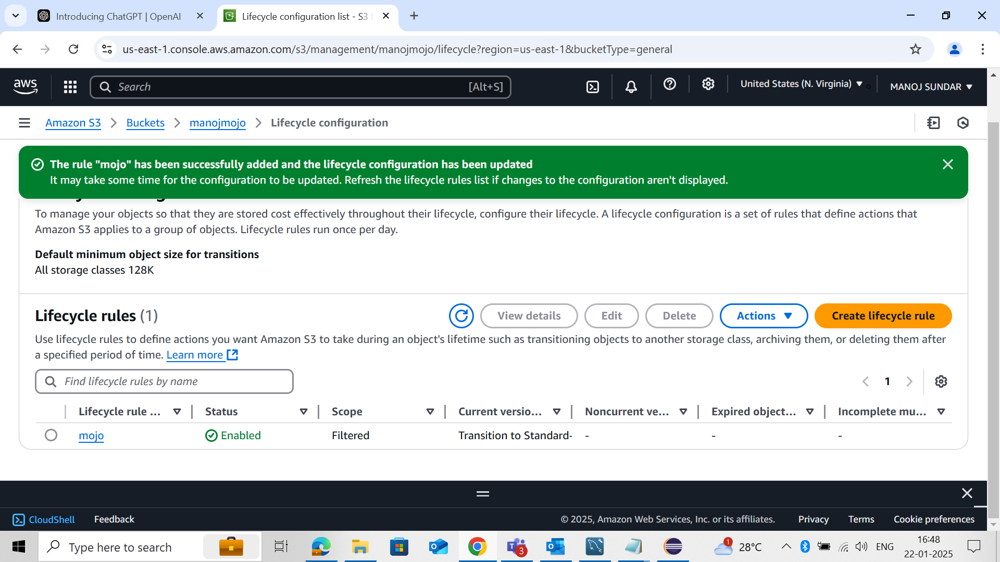 Introducing ChatGPT | OpenAI
Lifecycle configuration list - S3
us-east-1.console.aws.amazon.com/s3/management/manojmojo/lifecycle?region=us-east-1&bucketType=general
aws
Search
[Alt+S]
United States (N. Virginia)
MANOJ SUNDAR
Amazon S3
Buckets
manojmojo
Lifecycle configuration
The rule "mojo" has been successfully added and the lifecycle configuration has been updated
It may take some time for the configuration to be updated. Refresh the lifecycle rules list if changes to the configuration aren't displayed.
To manage your objects so that they are stored cost effectively throughout their lifecycle, configure their lifecycle. A lifecycle configuration is a set of rules that define actions that
Amazon S3 applies to a group of objects. Lifecycle rules run once per day.
Default minimum object size for transitions
All storage classes 128K
Lifecycle rules (1)
View details
Edit
Delete
Actions
Create lifecycle rule
Use lifecycle rules to define actions you want Amazon S3 to take during an object's lifetime such as transitioning objects to another storage class, archiving them, or deleting them after
a specified period of time. Learn more
Find lifecycle rules by name
1
Lifecycle rule ...
Status
Scope
Current versio...
Noncurrent ve...
Expired object...
Incomplete mu...
mojo
Enabled
Filtered
Transition to Standard-
-
-
-
CloudShell
Feedback
© 2025, Amazon Web Services, Inc. or its affiliates.
Privacy
Terms
Cookie preferences
Type here to search
3
1
28°C
ENG
16:48
22-01-2025